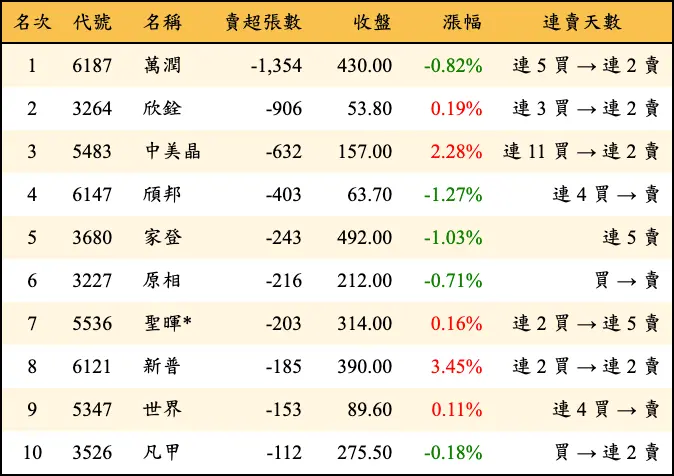 名次 代號 名稱 賣超張數 收盤 漲幅 連賣天數
1 6187 萬潤 -1,354 430.00 -0.82% 連 5 買 → 連 2 賣
2 3264 欣銓 -906 53.80 0.19% 連 3 買 → 連 2 賣
3 5483 中美晶 -632 157.00 2.28% 連 11 買 → 連 2 賣
4 6147 頎邦 -403 63.70 -1.27% 連 4 買 → 賣
5 3680 家登 -243 492.00 -1.03% 連 5 賣
6 3227 原相 -216 212.00 -0.71% 買 → 賣
7 5536 聖暉* -203 314.00 0.16% 連 2 買 → 連 5 賣
8 6121 新普 -185 390.00 3.45% 連 2 買 → 連 2 賣
9 5347 世界 -153 89.60 0.11% 連 4 買 → 賣
10 3526 凡甲 -112 275.50 -0.18% 買 → 連 2 賣